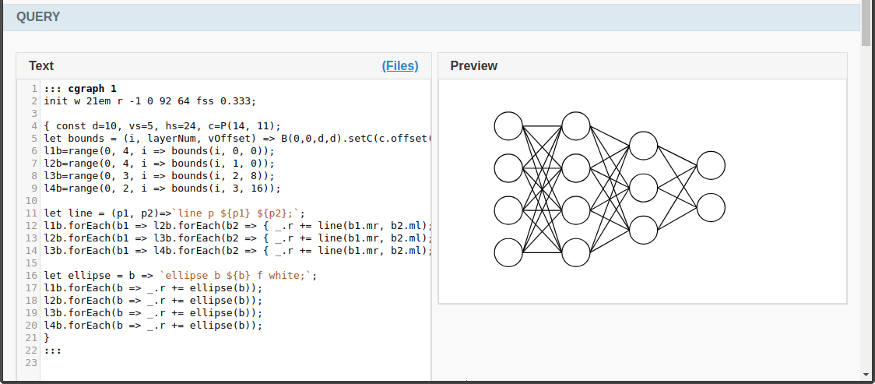 QUERY
Text
(Files)
Preview
1 ::: cgraph 1
2 init w 21em r -1 0 92 64 fss 0.333;
3
4 { const d=10, vs=5, hs=24, c=P(14, 11);
5 let bounds = (i, layerNum, vOffset) => B(0,0,d,d).setC(c.offset(
6 l1b=range(0, 4, i => bounds(i, 0, 0));
7 l2b=range(0, 4, i => bounds(i, 1, 0));
8 l3b=range(0, 3, i => bounds(i, 2, 8));
9 l4b=range(0, 2, i => bounds(i, 3, 16));
10
11 let line = (p1, p2)=>`line p ${p1} ${p2};`;
12 l1b.forEach(b1 => l2b.forEach(b2 => { _.r += line(b1.mr, b2.ml);
13 l2b.forEach(b1 => l3b.forEach(b2 => { _.r += line(b1.mr, b2.ml);
14 l3b.forEach(b1 => l4b.forEach(b2 => { _.r += line(b1.mr, b2.ml);
15
16 let ellipse = b => `ellipse b ${b} f white;`;
17 l1b.forEach(b => _.r += ellipse(b));
18 l2b.forEach(b => _.r += ellipse(b));
19 l3b.forEach(b => _.r += ellipse(b));
20 l4b.forEach(b => _.r += ellipse(b));
21 }
22 :::
23